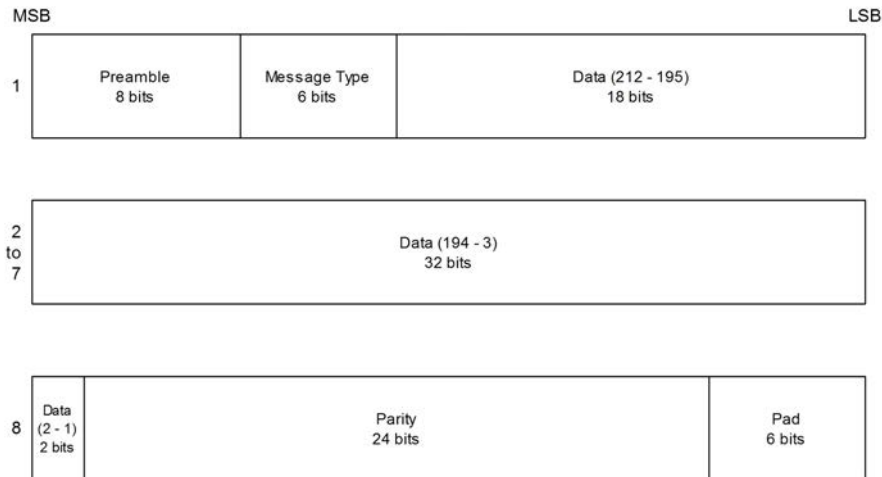 MSB
LSB
1
Preamble
8 bits
Message Type
6 bits
Data (212 - 195)
18 bits
2
to
7
Data (194 - 3)
32 bits
8
Data
(2 - 1)
2 bits
Parity
24 bits
Pad
6 bits